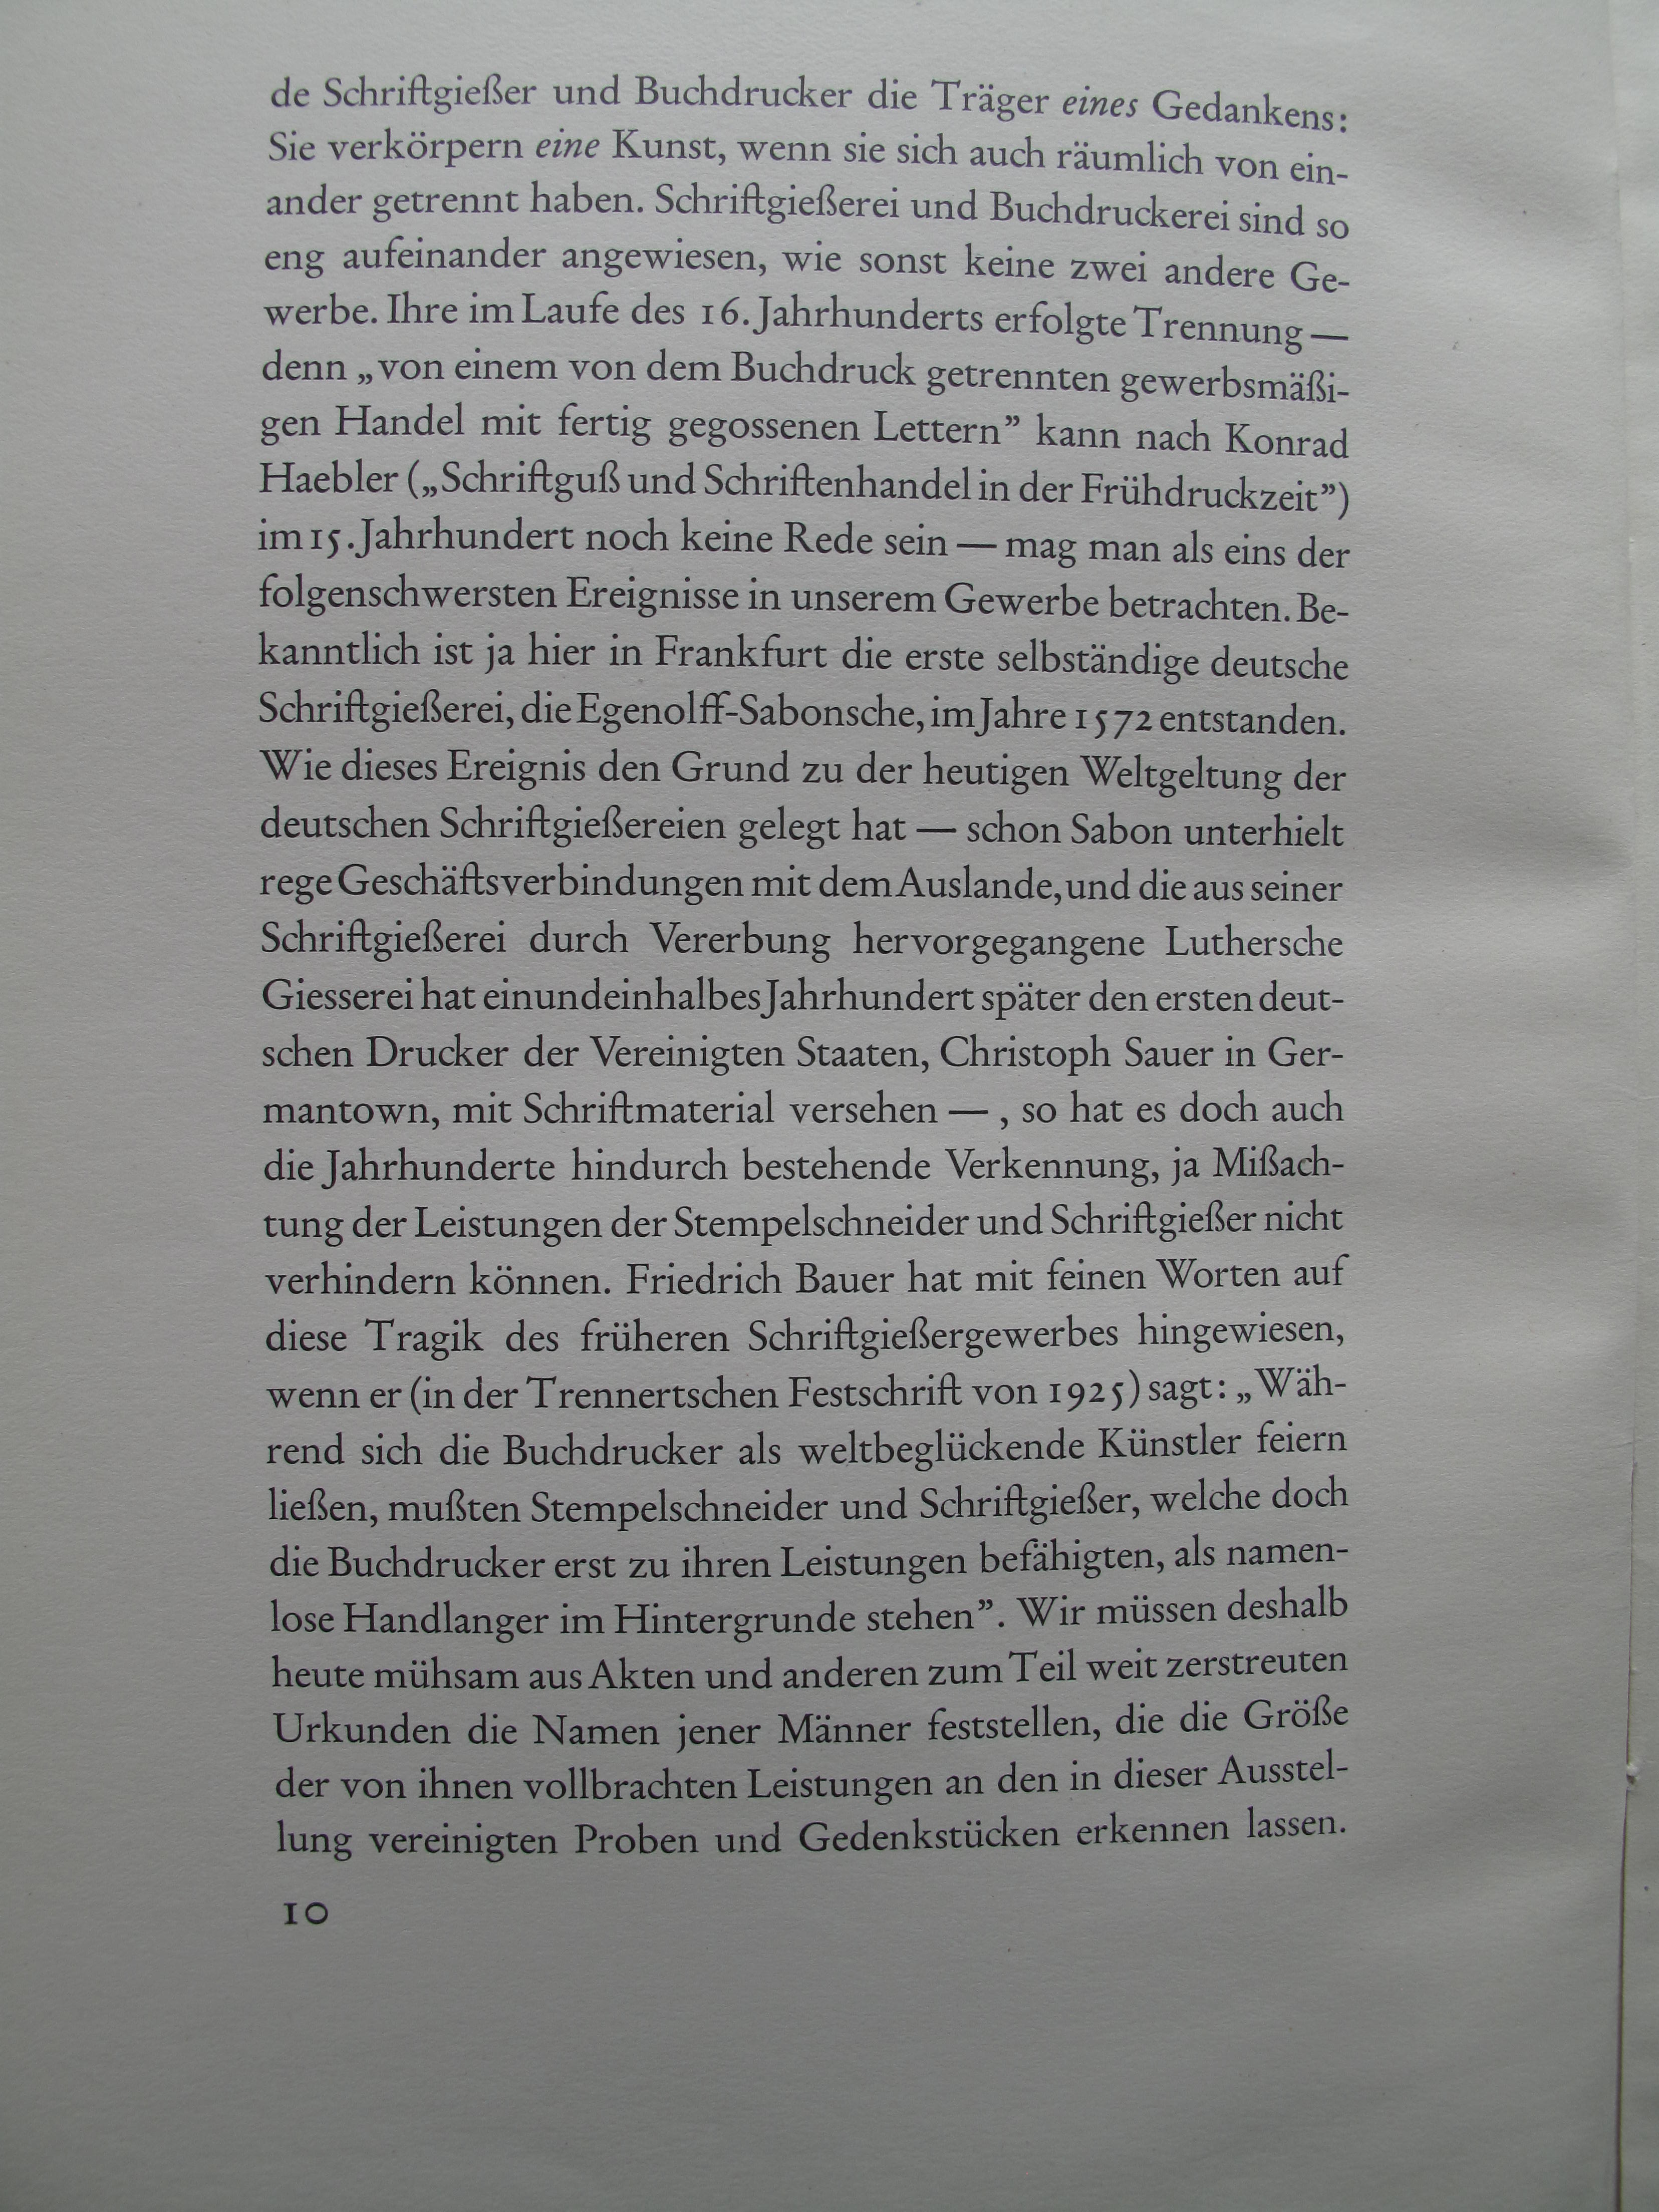 de Schriftgießer und Buchdrucker die Träger eines Gedankens:
Sie verkörpern eine Kunst, wenn sie sich auch räumlich von ein-
ander getrennt haben. Schriftgießerei und Buchdruckerei sind so
eng aufeinander angewiesen, wie sonst keine zwei andere Ge-
werbe. Ihre im Laufe des 16. Jahrhunderts erfolgte Trennung —
denn „von einem von dem Buchdruck getrennten gewerbsmäßi-
gen Handel mit fertig gegossenen Lettern” kann nach Konrad
Haebler („Schriftguß und Schriftenhandel in der Frühdruckzeit”)
im 15. Jahrhundert noch keine Rede sein — mag man als eins der
folgenschwersten Ereignisse in unserem Gewerbe betrachten. Be-
kanntlich ist ja hier in Frankfurt die erste selbständige deutsche
Schriftgießerei, die Egenolff-Sabonsche, im Jahre 1572 entstanden.
Wie dieses Ereignis den Grund zu der heutigen Weltgeltung der
deutschen Schriftgießereien gelegt hat — schon Sabon unterhielt
rege Geschäftsverbindungen mit dem Auslande, und die aus seiner
Schriftgießerei durch Vererbung hervorgegangene Luthersche
Giesserei hat einundeinhalbes Jahrhundert später den ersten deut-
schen Drucker der Vereinigten Staaten, Christoph Sauer in Ger-
mantown, mit Schriftmaterial versehen — , so hat es doch auch
die Jahrhunderte hindurch bestehende Verkennung, ja Mißach-
tung der Leistungen der Stempelschneider und Schriftgießer nicht
verhindern können. Friedrich Bauer hat mit feinen Worten auf
diese Tragik des früheren Schriftgießergewerbes hingewiesen,
wenn er (in der Trennertschen Festschrift von 1925) sagt: „Wäh-
rend sich die Buchdrucker als weltbeglückende Künstler feiern
ließen, mußten Stempelschneider und Schriftgießer, welche doch
die Buchdrucker erst zu ihren Leistungen befähigten, als namen-
lose Handlanger im Hintergrunde stehen”. Wir müssen deshalb
heute mühsam aus Akten und anderen zum Teil weit zerstreuten
Urkunden die Namen jener Männer feststellen, die die Größe
der von ihnen vollbrachten Leistungen an den in dieser Ausstel-
lung vereinigten Proben und Gedenkstücken erkennen lassen.
10